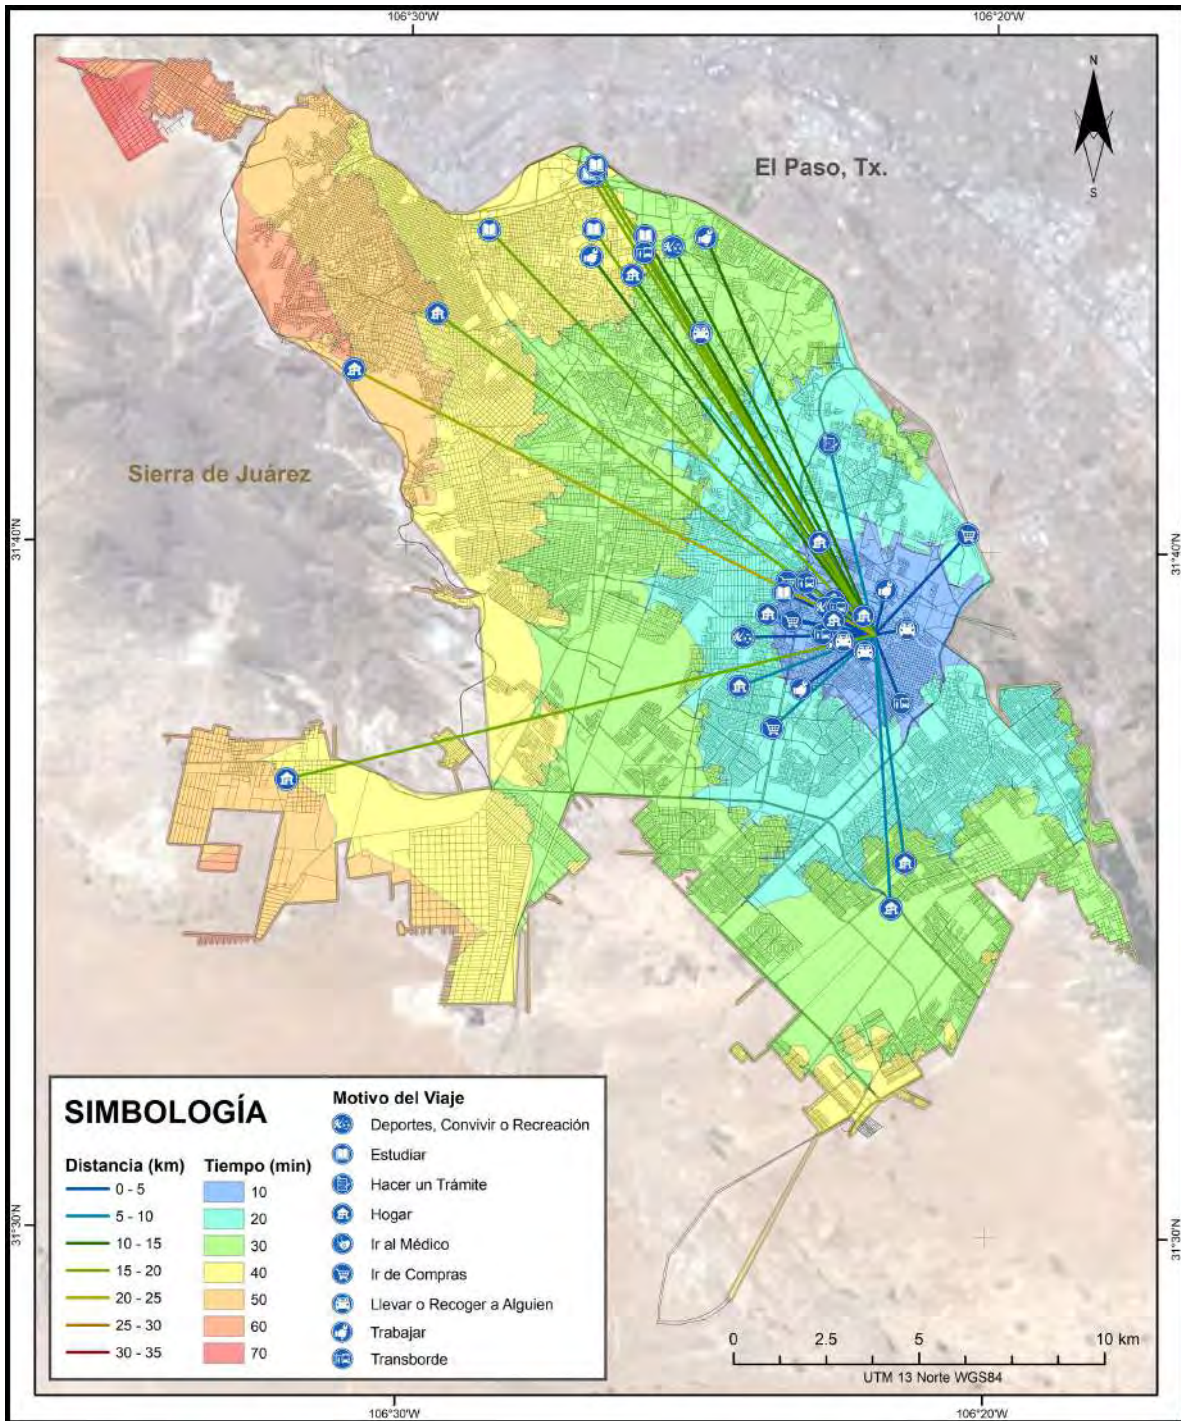 106°30'W
106°20'W
N
S
El Paso, Tx.
Sierra de Juárez
31°40'N
31°40'N
SIMBOLOGÍA
Distancia (km)
0 - 5
5 - 10
10 - 15
15 - 20
20 - 25
25 - 30
30 - 35
Tiempo (min)
10
20
30
40
50
60
70
Motivo del Viaje
Deportes, Convivir o Recreación
Estudiar
Hacer un Trámite
Hogar
Ir al Médico
Ir de Compras
Llevar o Recoger a Alguien
Trabajar
Transborde
31°30'N
31°30'N
0 2.5 5 10 km
UTM 13 Norte WGS84
106°30'W
106°20'W